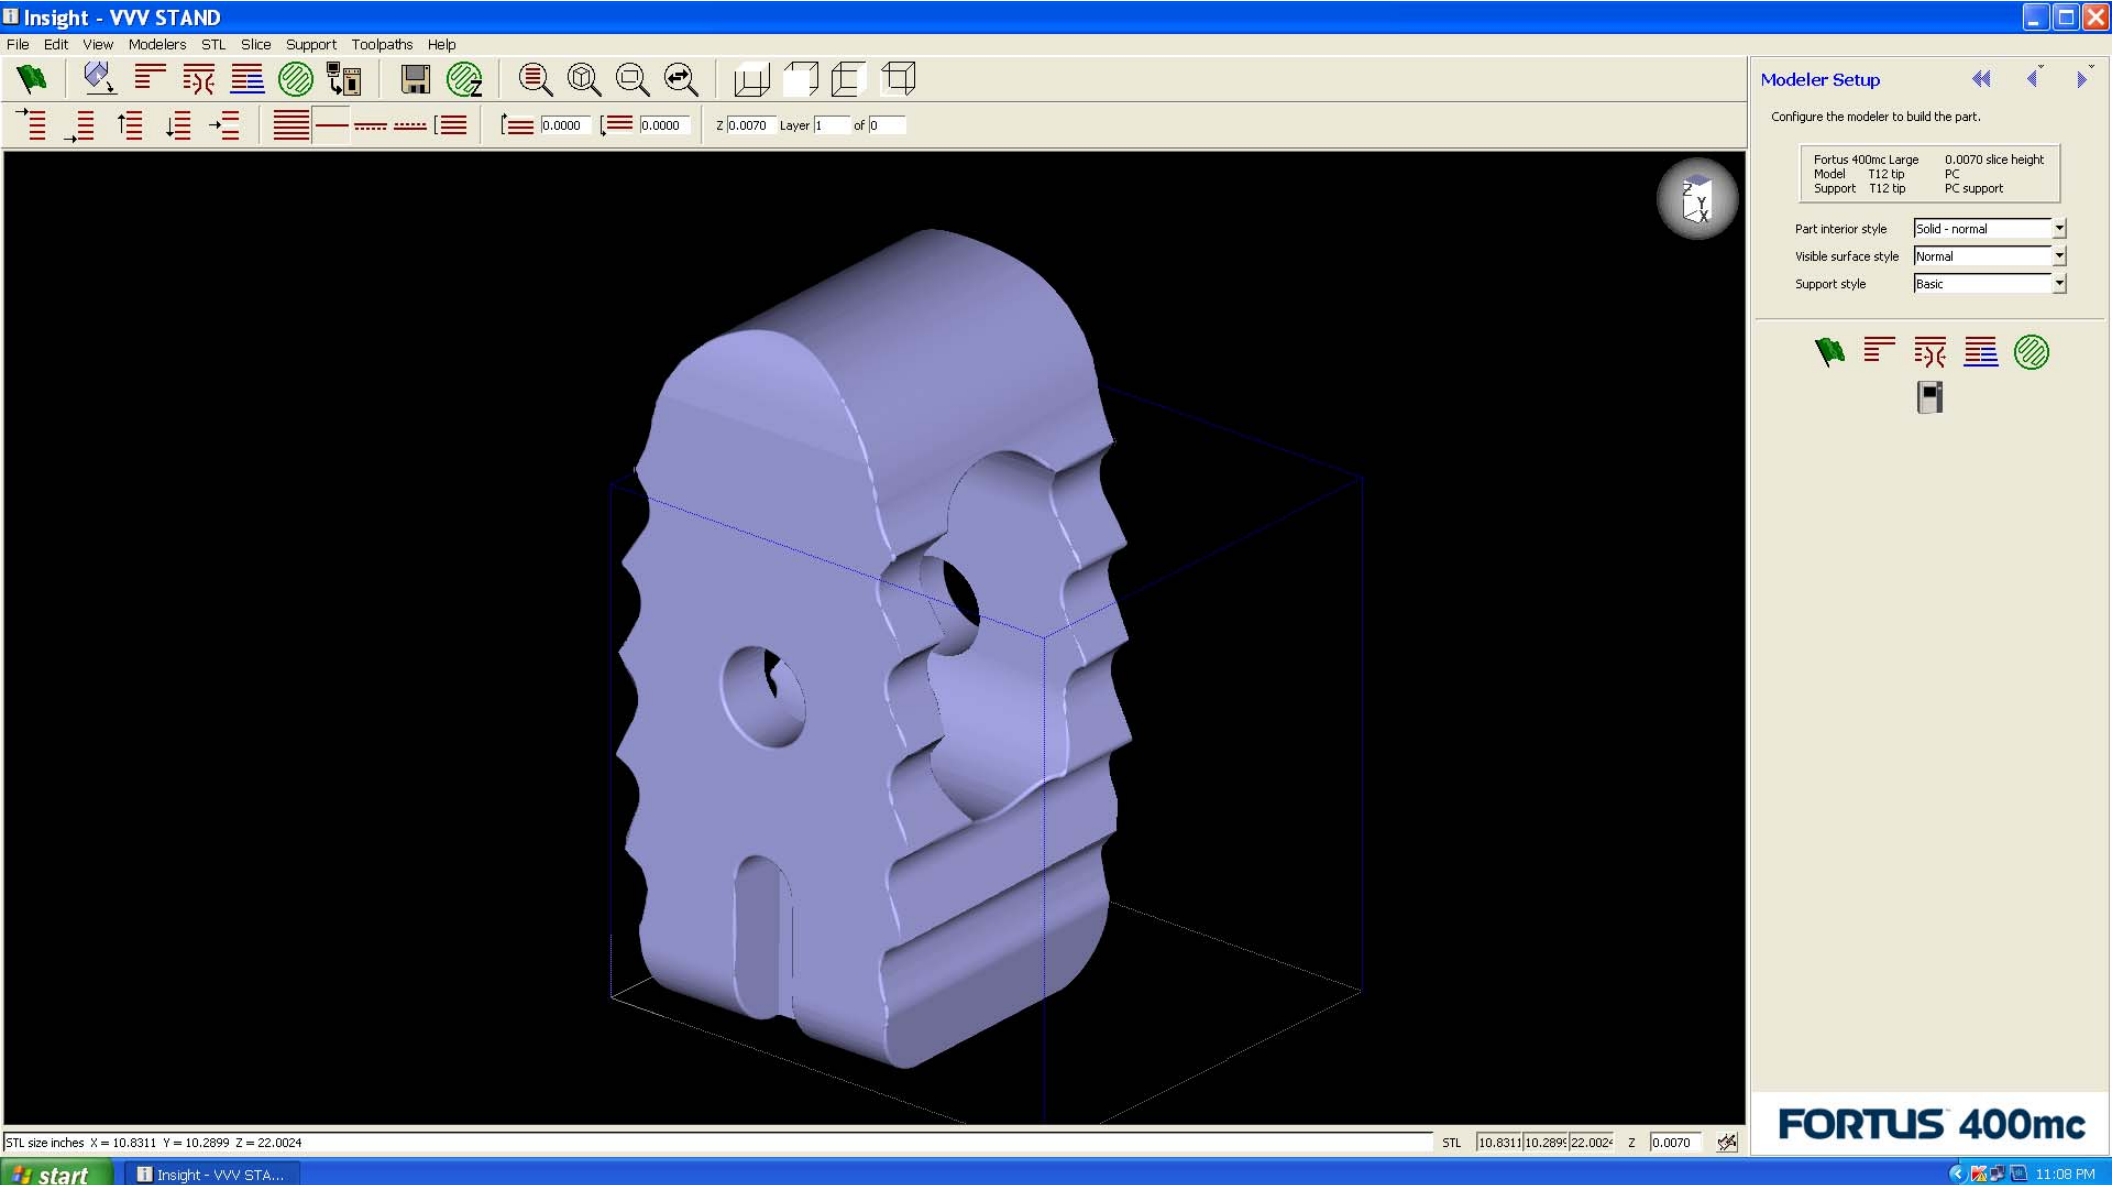 Insight - VVV STAND
File Edit View Modelers STL Slice Support Toolpaths Help
0.0000 0.0000 Z 0.0070 Layer 1 of 0
Z Y X
Modeler Setup
Configure the modeler to build the part.
Fortus 400mc Large 0.0070 slice height
Model T12 tip PC
Support T12 tip PC support
Part interior style Solid - normal
Visible surface style Normal
Support style Basic
FORTUS 400mc
STL size inches X = 10.8311 Y = 10.2899 Z = 22.0024
STL 10.8311 10.2899 22.0024 Z 0.0070
start Insight - VVV STA... 11:08 PM